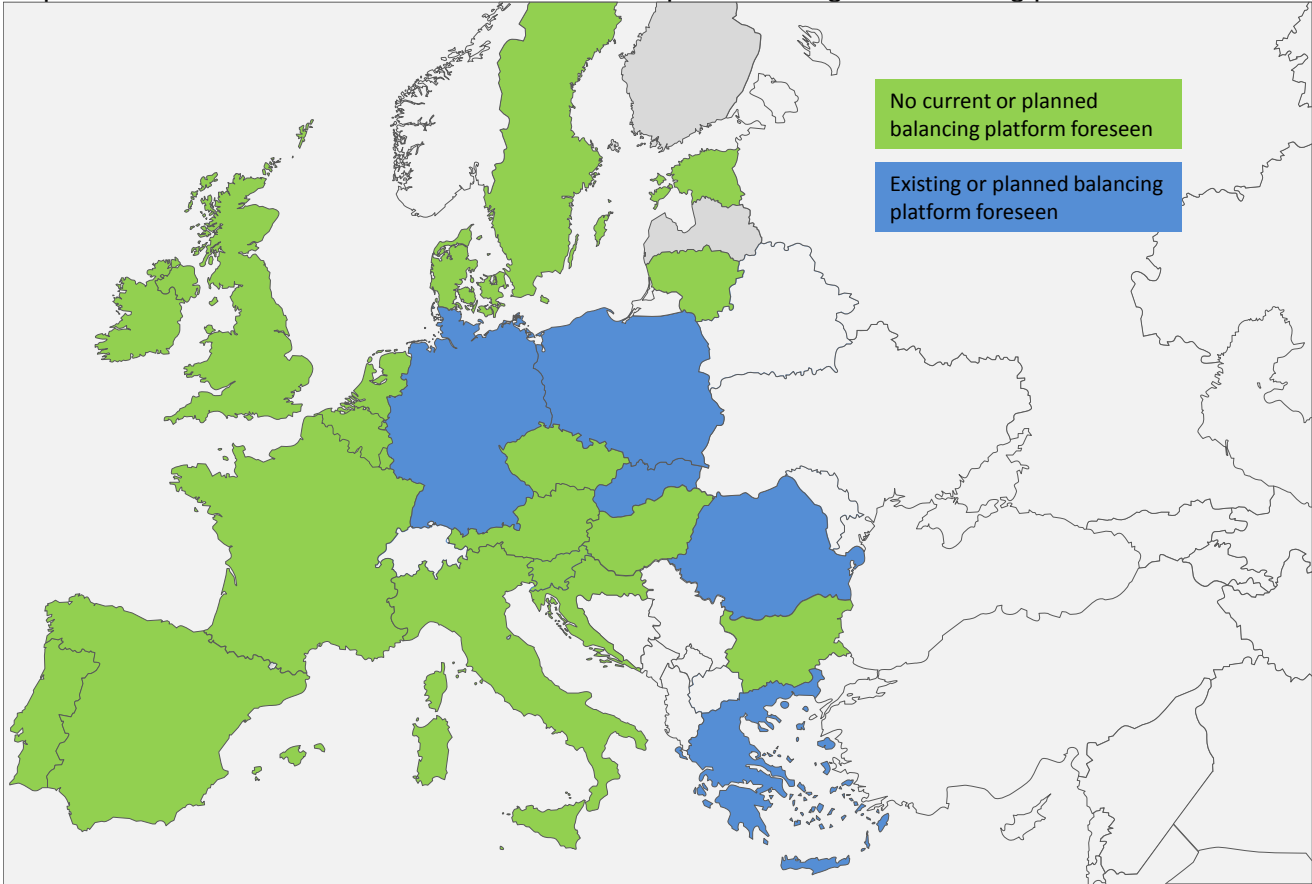 No current or planned
balancing platform foreseen
Existing or planned balancing
platform foreseen